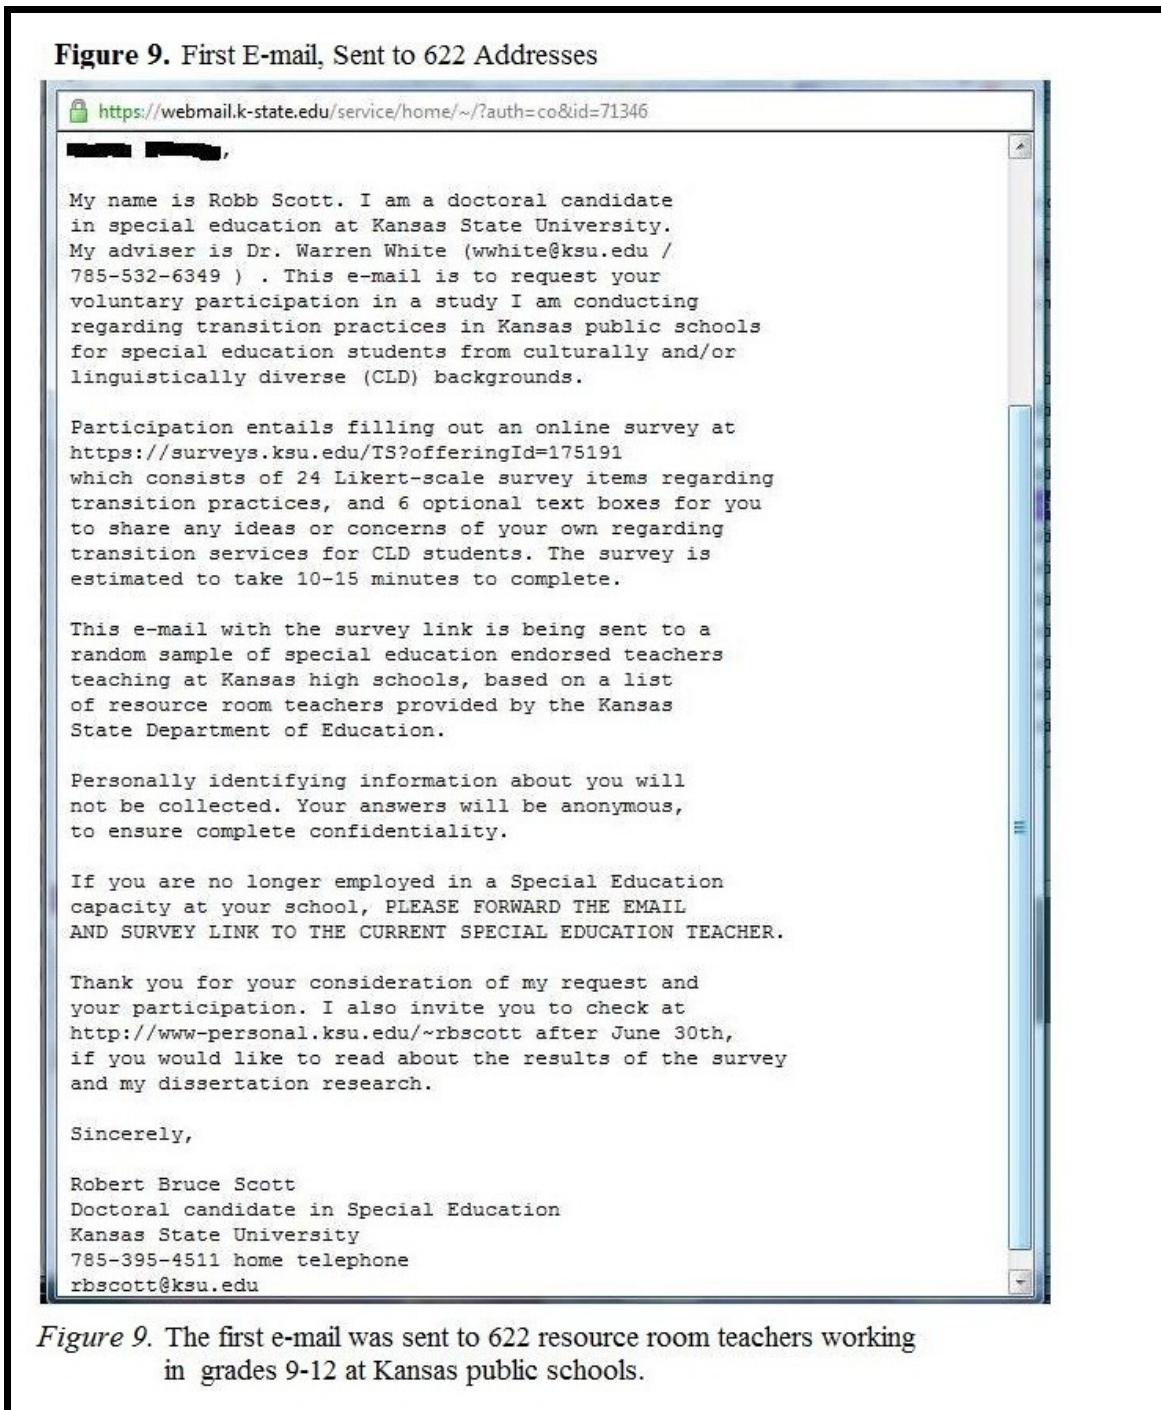 Figure 9. First E-mail, Sent to 622 Addresses
https://webmail.k-state.edu/service/home/~/?auth=co&id=71346
,
My name is Robb Scott. I am a doctoral candidate
in special education at Kansas State University.
My adviser is Dr. Warren White (wwhite@ksu.edu /
785-532-6349 ) . This e-mail is to request your
voluntary participation in a study I am conducting
regarding transition practices in Kansas public schools
for special education students from culturally and/or
linguistically diverse (CLD) backgrounds.
Participation entails filling out an online survey at
https://surveys.ksu.edu/TS?offeringId=175191
which consists of 24 Likert-scale survey items regarding
transition practices, and 6 optional text boxes for you
to share any ideas or concerns of your own regarding
transition services for CLD students. The survey is
estimated to take 10-15 minutes to complete.
This e-mail with the survey link is being sent to a
random sample of special education endorsed teachers
teaching at Kansas high schools, based on a list
of resource room teachers provided by the Kansas
State Department of Education.
Personally identifying information about you will
not be collected. Your answers will be anonymous,
to ensure complete confidentiality.
If you are no longer employed in a Special Education
capacity at your school, PLEASE FORWARD THE EMAIL
AND SURVEY LINK TO THE CURRENT SPECIAL EDUCATION TEACHER.
Thank you for your consideration of my request and
your participation. I also invite you to check at
http://www-personal.ksu.edu/~rbscott after June 30th,
if you would like to read about the results of the survey
and my dissertation research.
Sincerely,
Robert Bruce Scott
Doctoral candidate in Special Education
Kansas State University
785-395-4511 home telephone
rbscott@ksu.edu
Figure 9. The first e-mail was sent to 622 resource room teachers working
in grades 9-12 at Kansas public schools.